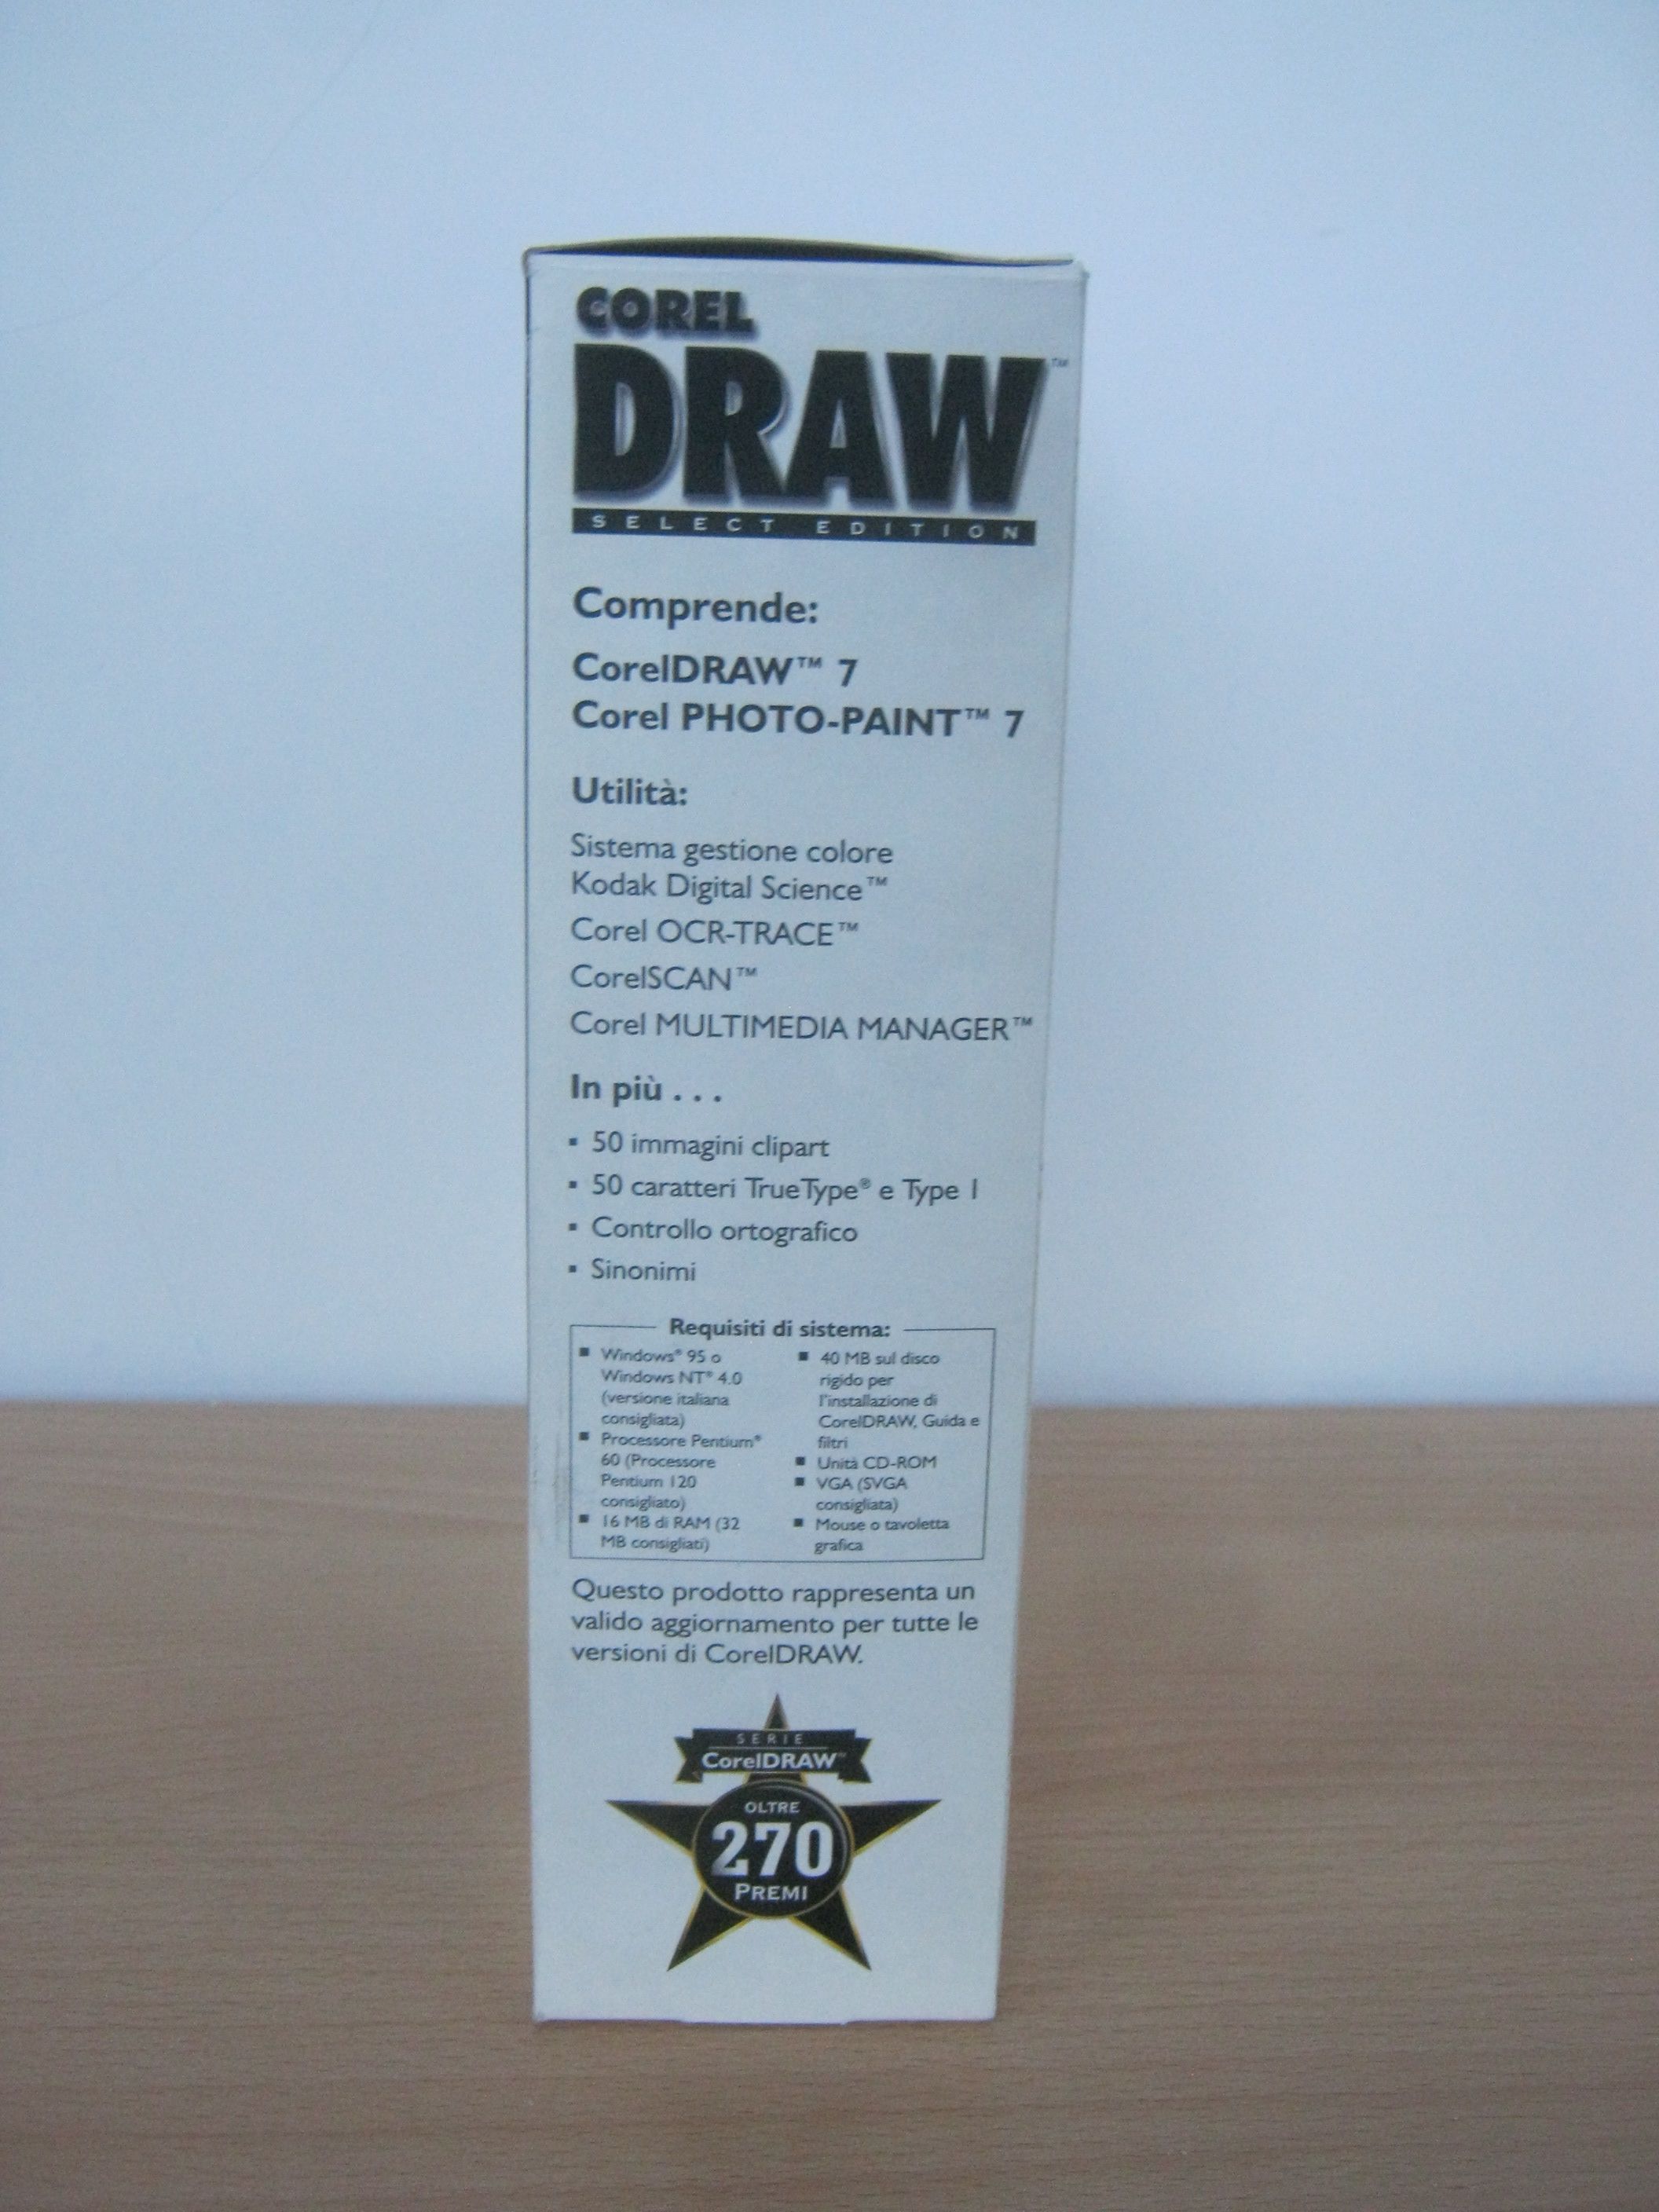 COREL
DRAW™
SELECT EDITION
Comprende:
CorelDRAW™ 7
Corel PHOTO-PAINT™ 7
Utilità:
Sistema gestione colore
Kodak Digital Science™
Corel OCR-TRACE™
CorelSCAN™
Corel MULTIMEDIA MANAGER™
In più . . .
▪ 50 immagini clipart
▪ 50 caratteri TrueType® e Type 1
▪ Controllo ortografico
▪ Sinonimi
Requisiti di sistema:
■ Windows® 95 o
Windows NT® 4.0
(versione italiana
consigliata)
■ Processore Pentium®
60 (Processore
Pentium 120
consigliato)
■ 16 MB di RAM (32
MB consigliati)
■ 40 MB sul disco
rigido per
l'installazione di
CorelDRAW, Guida e
filtri
■ Unità CD-ROM
■ VGA (SVGA
consigliata)
■ Mouse o tavoletta
grafica
Questo prodotto rappresenta un
valido aggiornamento per tutte le
versioni di CorelDRAW.
SERIE
CorelDRAW™
OLTRE
270
PREMI